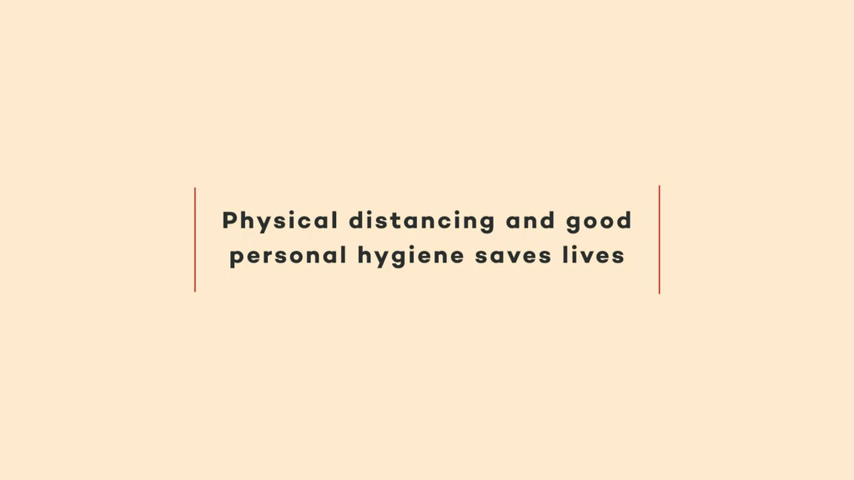 Physical distancing and good
personal hygiene saves lives